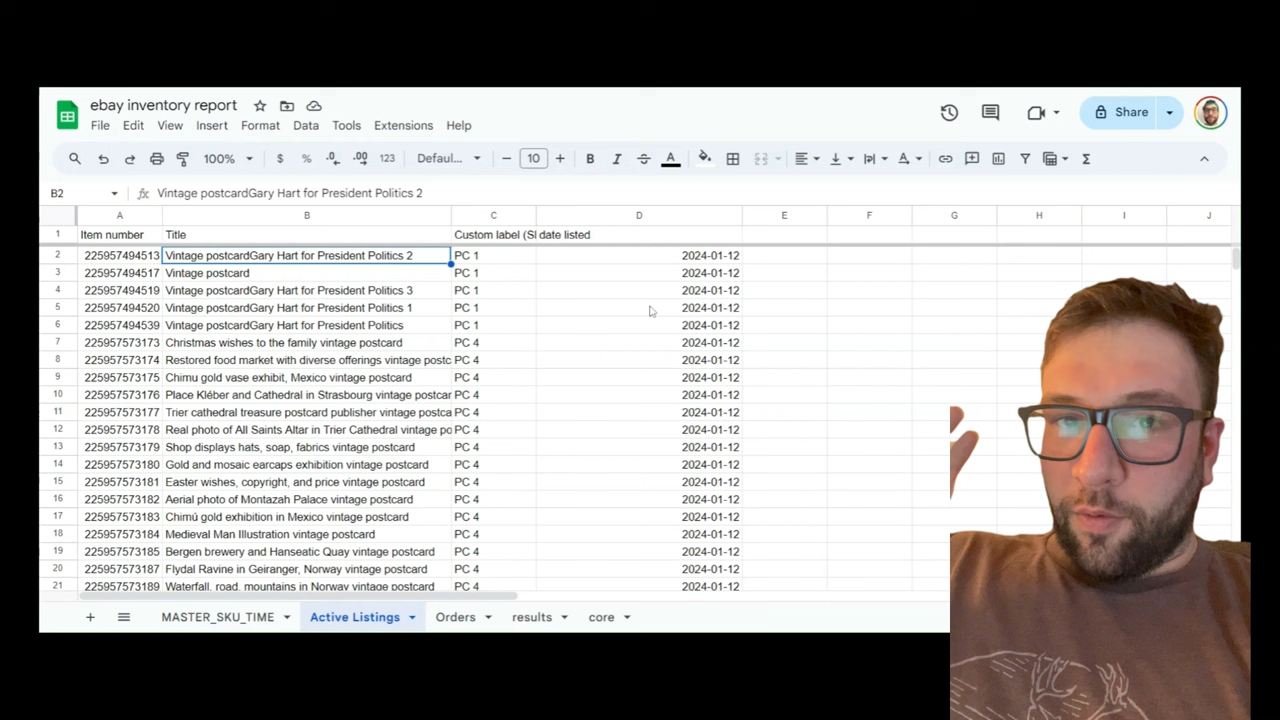 ebay inventory report
Share
File Edit View Insert Format Data Tools Extensions Help
100% $ % .0 .00 123 Defaul... 10 B I A
B2 Vintage postcardGary Hart for President Politics 2
A B C D E F G H I J
1 Item number Title Custom label (SI date listed
2 225957494513 Vintage postcardGary Hart for President Politics 2 PC 1 2024-01-12
3 225957494517 Vintage postcard PC 1 2024-01-12
4 225957494519 Vintage postcardGary Hart for President Politics 3 PC 1 2024-01-12
5 225957494520 Vintage postcardGary Hart for President Politics 1 PC 1 2024-01-12
6 225957494539 Vintage postcardGary Hart for President Politics PC 1 2024-01-12
7 225957573173 Christmas wishes to the family vintage postcard PC 4 2024-01-12
8 225957573174 Restored food market with diverse offerings vintage postc PC 4 2024-01-12
9 225957573175 Chimu gold vase exhibit, Mexico vintage postcard PC 4 2024-01-12
10 225957573176 Place Kléber and Cathedral in Strasbourg vintage postcar PC 4 2024-01-12
11 225957573177 Trier cathedral treasure postcard publisher vintage postca PC 4 2024-01-12
12 225957573178 Real photo of All Saints Altar in Trier Cathedral vintage po PC 4 2024-01-12
13 225957573179 Shop displays hats, soap, fabrics vintage postcard PC 4 2024-01-12
14 225957573180 Gold and mosaic earcaps exhibition vintage postcard PC 4 2024-01-12
15 225957573181 Easter wishes, copyright, and price vintage postcard PC 4 2024-01-12
16 225957573182 Aerial photo of Montazah Palace vintage postcard PC 4 2024-01-12
17 225957573183 Chimú gold exhibition in Mexico vintage postcard PC 4 2024-01-12
18 225957573184 Medieval Man Illustration vintage postcard PC 4 2024-01-12
19 225957573185 Bergen brewery and Hanseatic Quay vintage postcard PC 4 2024-01-12
20 225957573187 Flydal Ravine in Geiranger, Norway vintage postcard PC 4 2024-01-12
21 225957573189 Waterfall, road, mountains in Norway vintage postcard PC 4 2024-01-12
MASTER_SKU_TIME Active Listings Orders results core